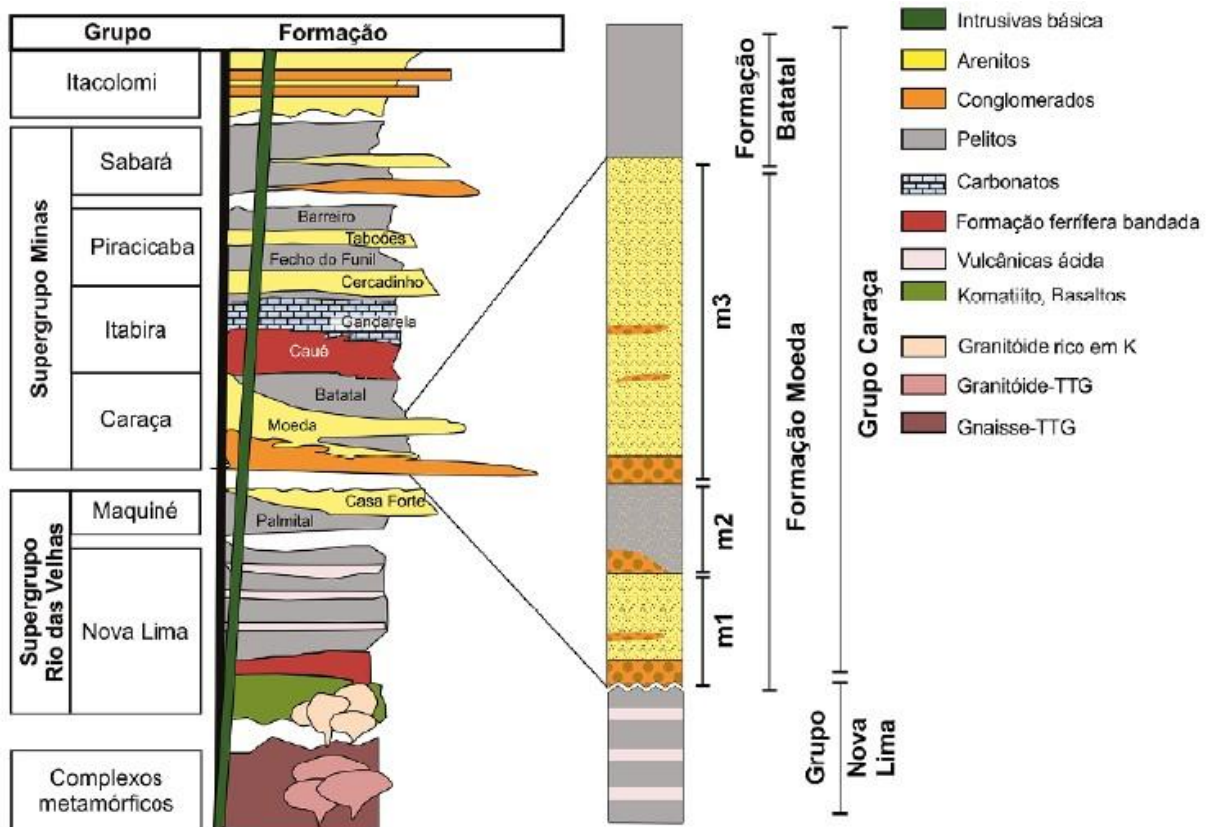 Grupo
Formação
Itacolomi
Supergrupo Minas
Sabará
Piracicaba
Itabira
Caraça
Supergrupo
Rio das Velhas
Maquiné
Nova Lima
Complexos
metamórficos
Barreiro
Taboões
Fecho do Funil
Cercadinho
Gandarela
Cauê
Batatal
Moeda
Casa Forte
Palmital
Formação
Batatal
m3
m2
m1
Formação Moeda
Grupo Caraça
Grupo
Nova
Lima
Intrusivas básica
Arenitos
Conglomerados
Pelitos
Carbonatos
Formação ferrífera bandada
Vulcânicas ácida
Komatiito, Basaltos
Granitóide rico em K
Granitóide-TTG
Gnaisse-TTG